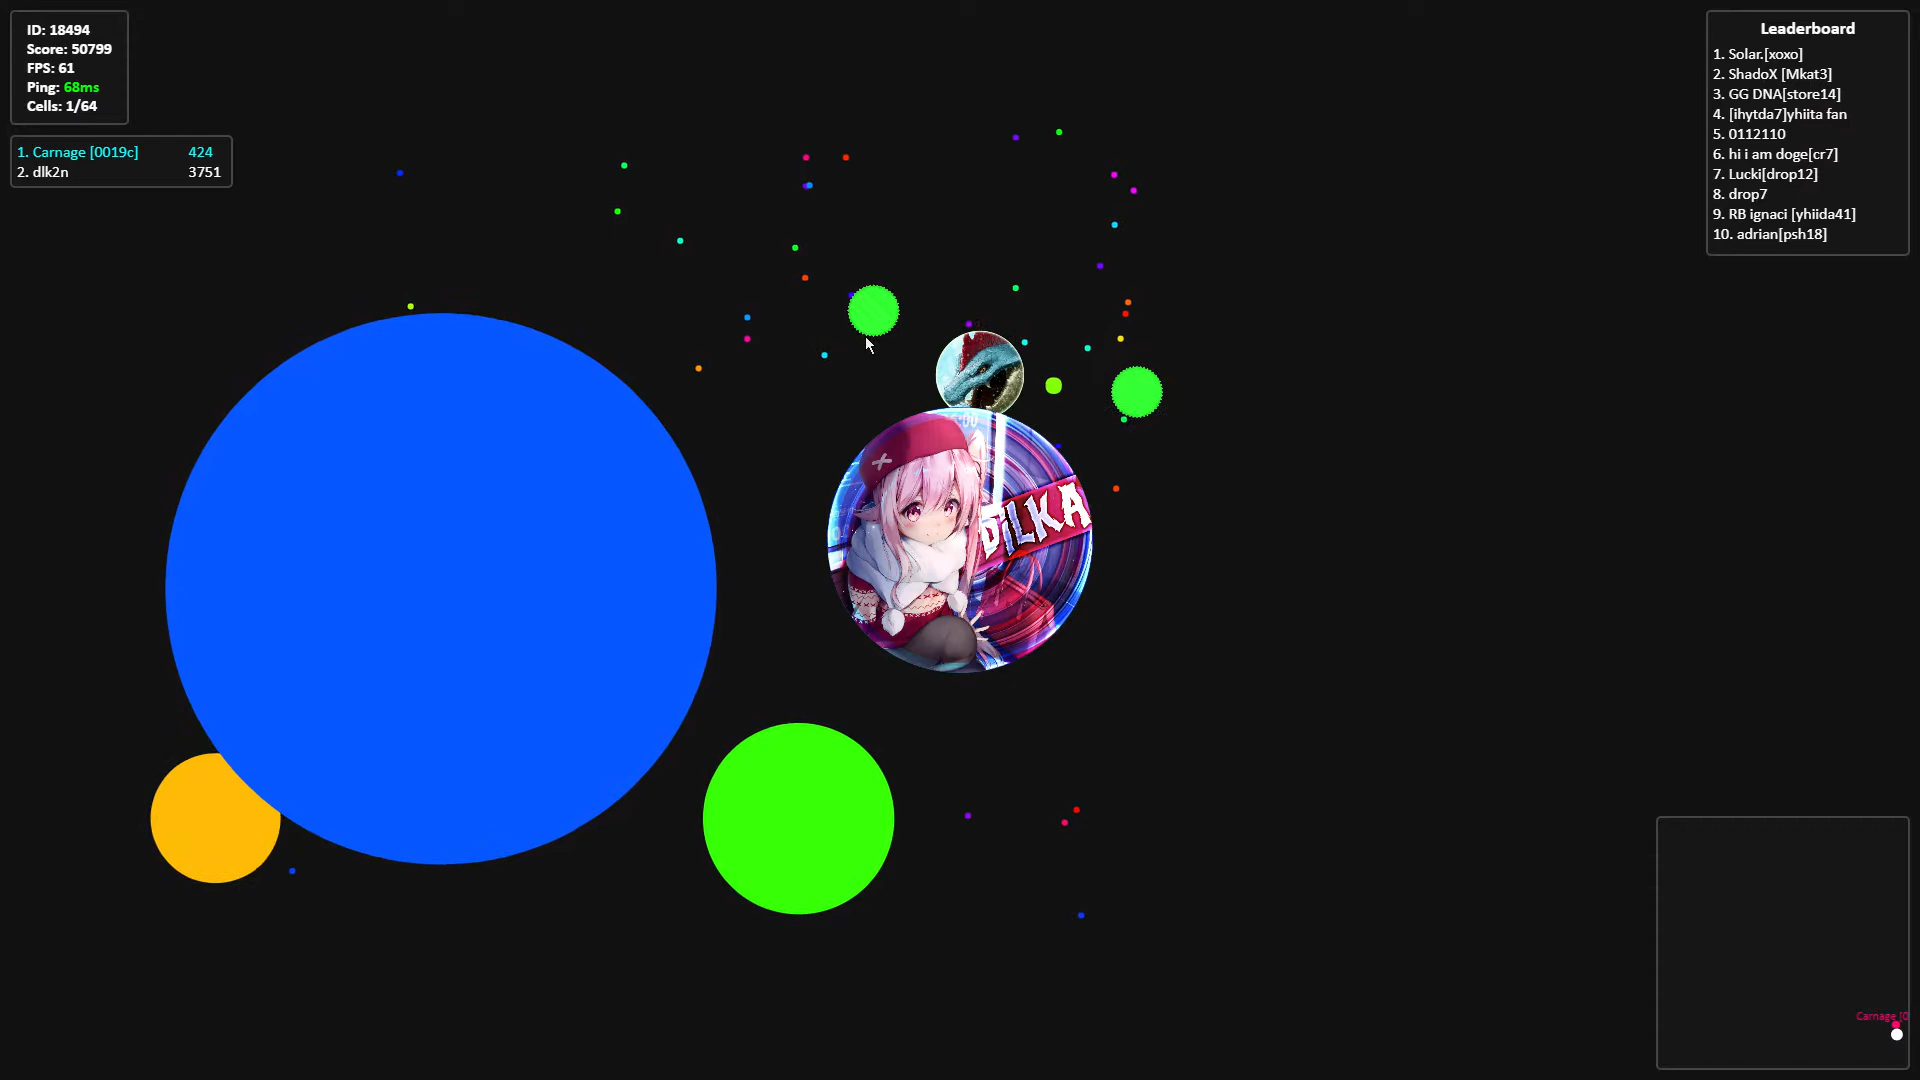 ID: 18494
Score: 50799
FPS: 61
Ping: 68ms
Cells: 1/64
1. Carnage [0019c] 424
2. dlk2n 3751
Leaderboard
1. Solar.[xoxo]
2. ShadoX [Mkat3]
3. GG DNA[store14]
4. [ihytda7]yhiita fan
5. 0112110
6. hi i am doge[cr7]
7. Lucki[drop12]
8. drop7
9. RB ignaci [yhiida41]
10. adrian[psh18]
DILKA
Carnage [0